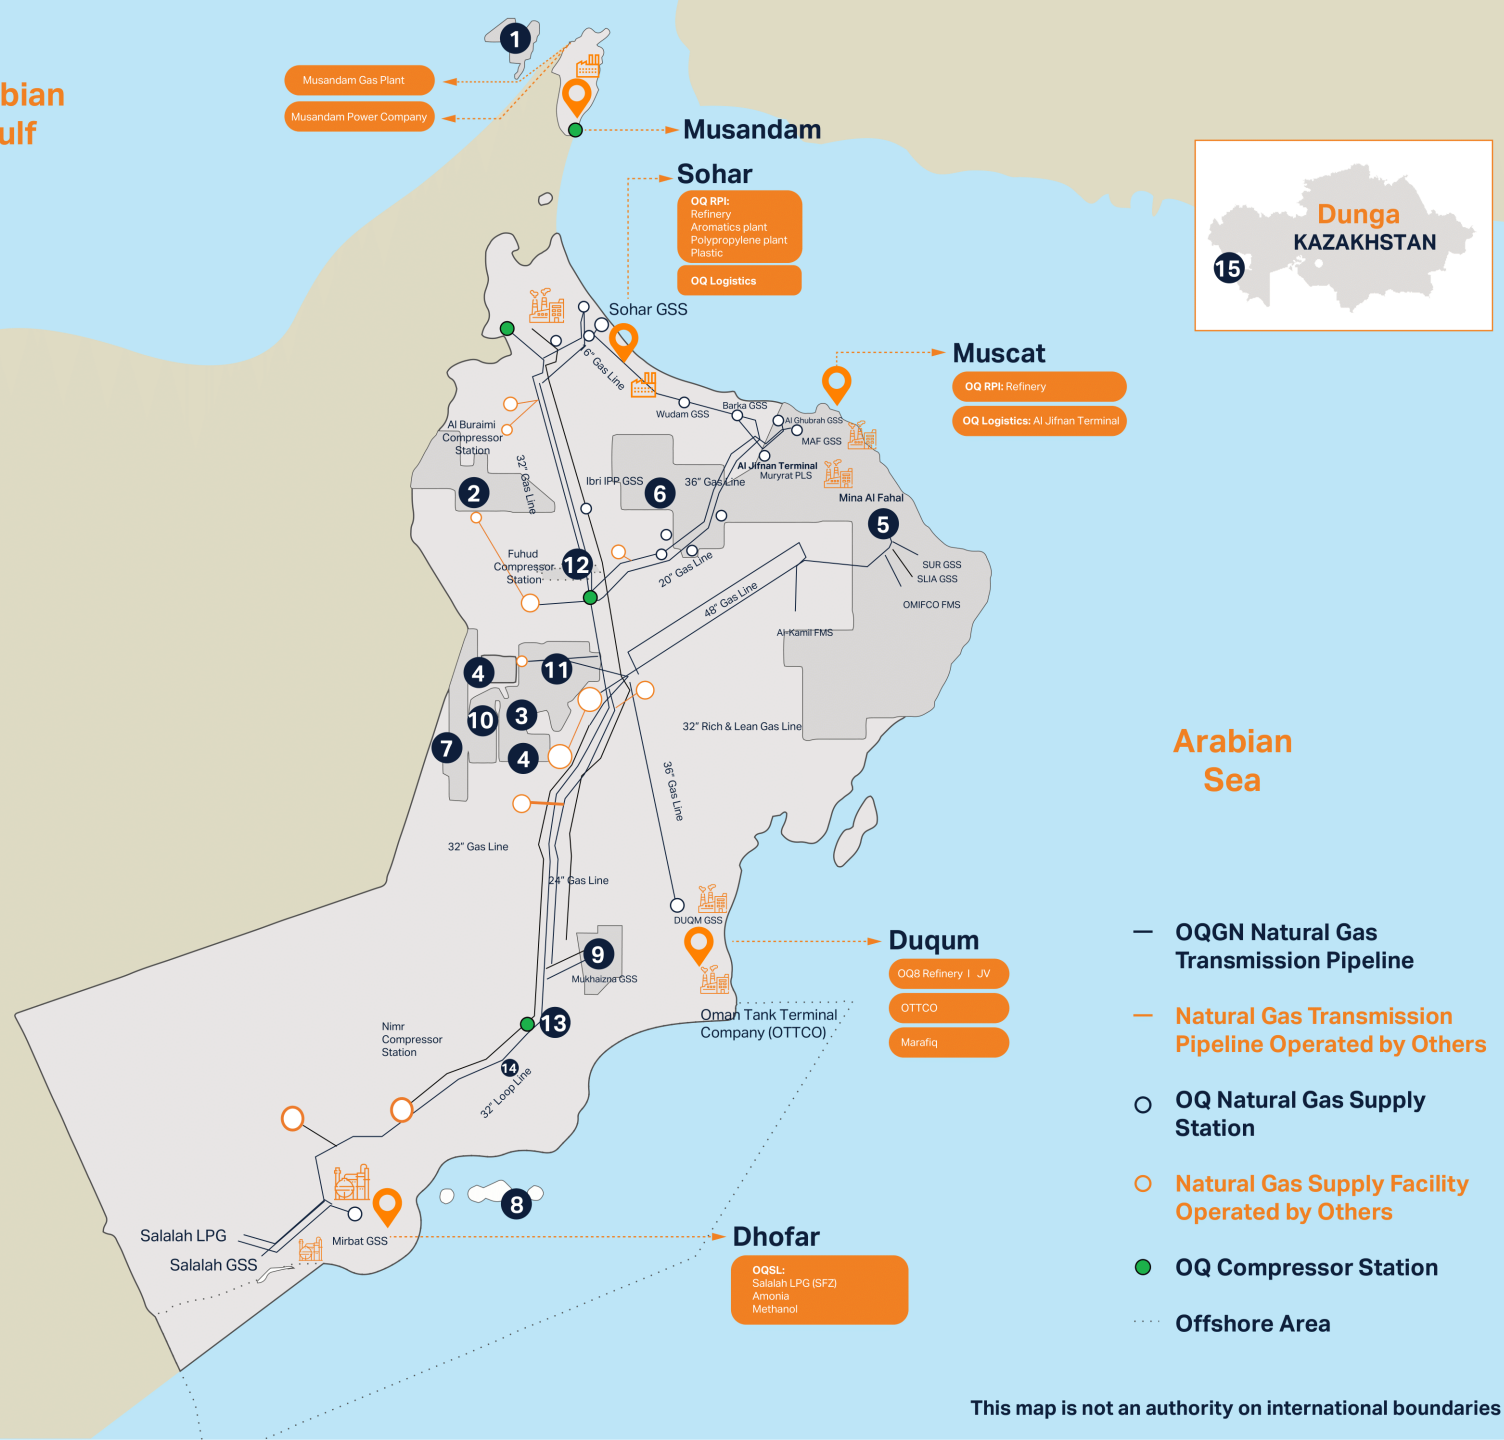 1
Musandam Gas Plant
Musandam Power Company
bian
ulf
Musandam
Sohar
OQ RPI:
Refinery
Aromatics plant
Polypropylene plant
Plastic
OQ Logistics
Sohar GSS
Dunga
KAZAKHSTAN
15
Muscat
OQ RPI: Refinery
OQ Logistics: Al Jifnan Terminal
6" Gas Line
Wudam GSS
Barka GSS
Al Ghubrah GSS
MAF GSS
Al Jifnan Terminal
Muryrat PLS
Al Buraimi
Compressor
Station
32" Gas Line
Ibri IPP GSS
36" Gas Line
2
6
Mina Al Fahal
5
Fuhud
Compressor
Station
12
20" Gas Line
SUR GSS
SLIA GSS
OMIFCO FMS
48" Gas Line
Al-Kamil FMS
4
11
10
3
7
4
32" Rich & Lean Gas Line
36" Gas Line
Arabian
Sea
32" Gas Line
24" Gas Line
DUQM GSS
9
Mukhaizna GSS
Duqum
OQ8 Refinery I JV
OTTCO
Marafiq
Oman Tank Terminal
Company (OTTCO)
Nimr
Compressor
Station
13
14
32" Loop Line
8
Salalah LPG
Salalah GSS
Mirbat GSS
Dhofar
OQSL:
Salalah LPG (SFZ)
Amonia
Methanol
OQGN Natural Gas
Transmission Pipeline
Natural Gas Transmission
Pipeline Operated by Others
OQ Natural Gas Supply
Station
Natural Gas Supply Facility
Operated by Others
OQ Compressor Station
Offshore Area
This map is not an authority on international boundaries